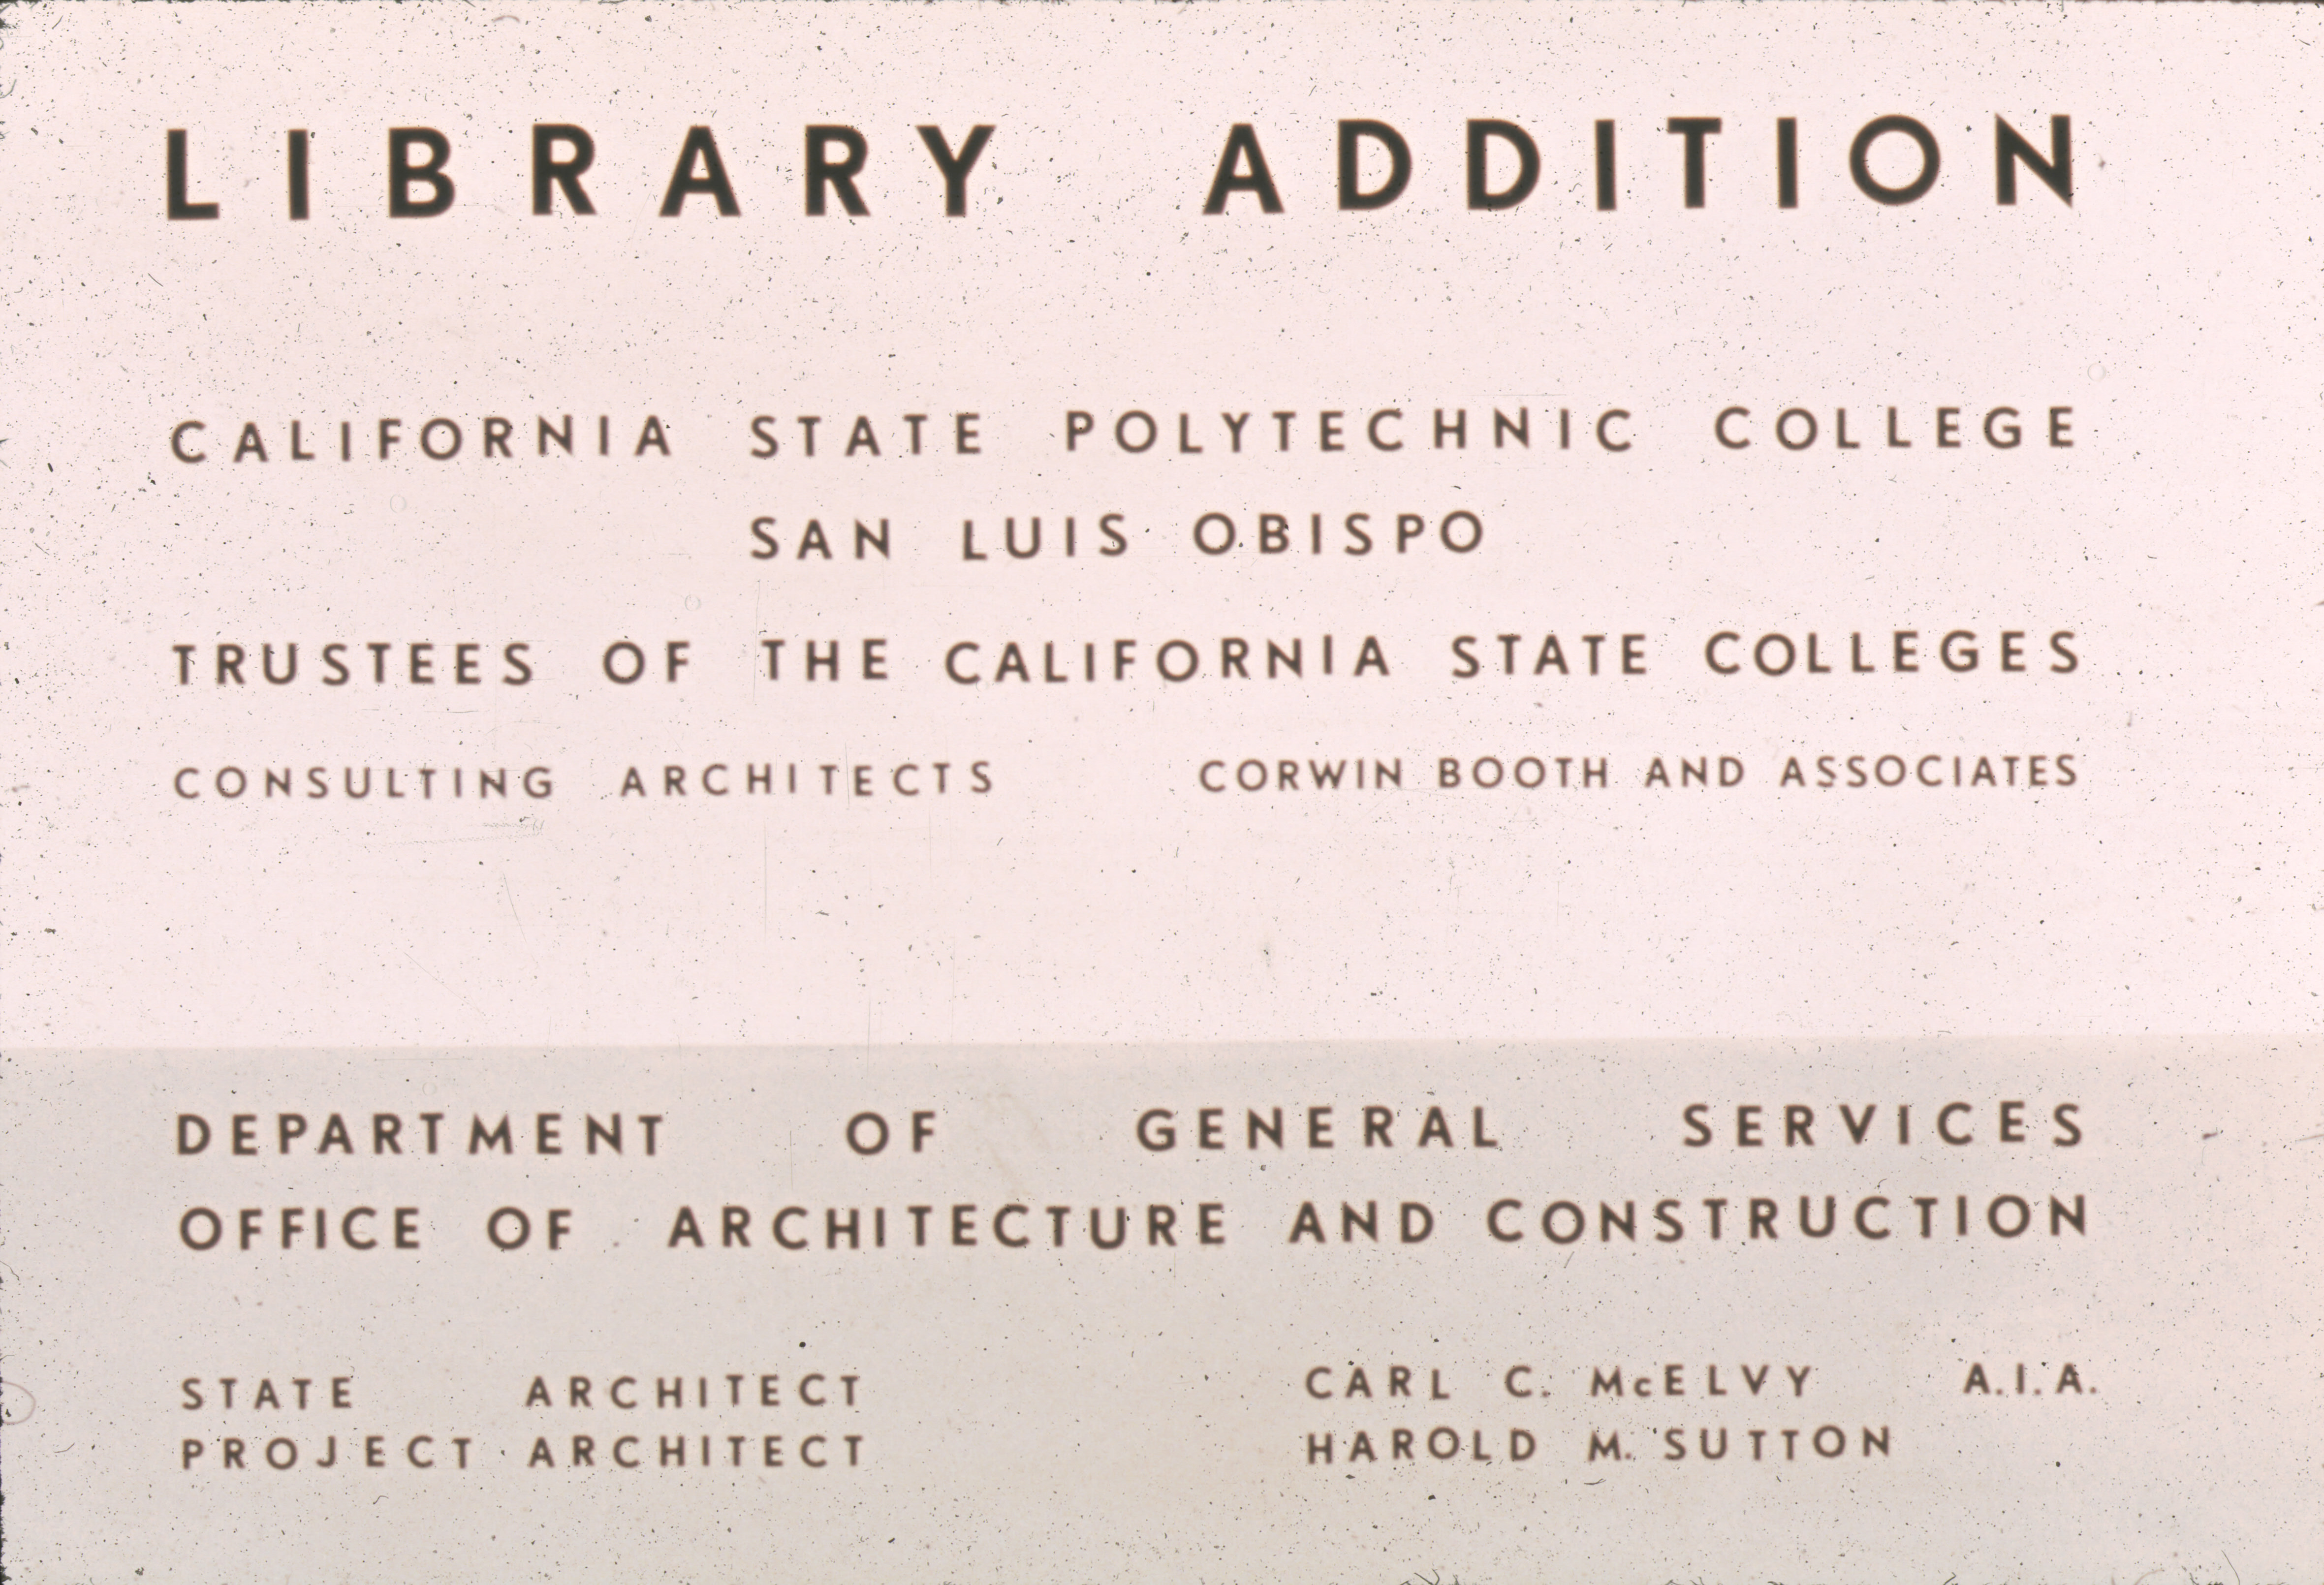 LIBRARY ADDITION
CALIFORNIA STATE POLYTECHNIC COLLEGE
SAN LUIS OBISPO
TRUSTEES OF THE CALIFORNIA STATE COLLEGES
CONSULTING ARCHITECTS CORWIN BOOTH AND ASSOCIATES
DEPARTMENT OF GENERAL SERVICES
OFFICE OF ARCHITECTURE AND CONSTRUCTION
STATE ARCHITECT CARL C. McELVY A.I.A.
PROJECT ARCHITECT HAROLD M. SUTTON